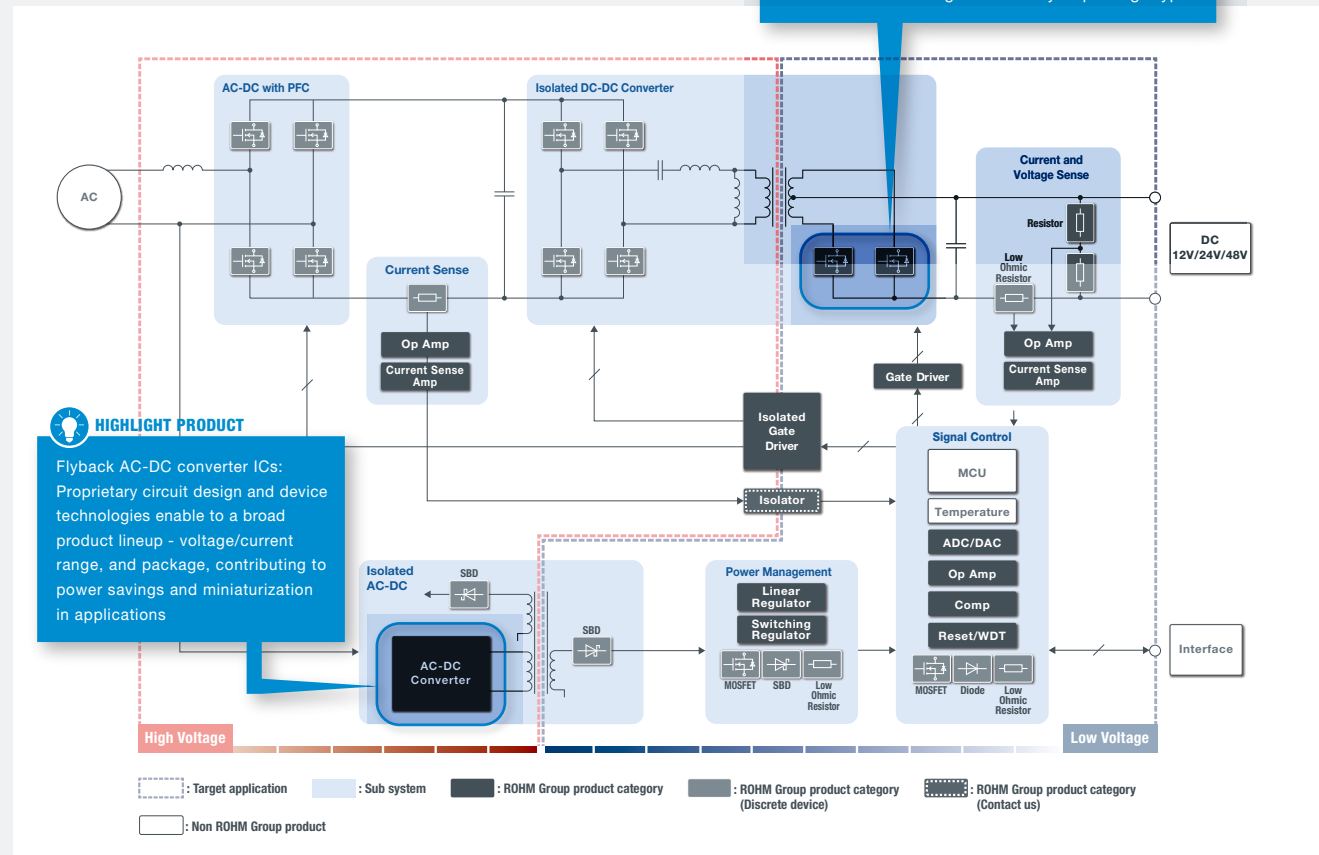 AC-DC with PFC
Isolated DC-DC Converter
Current and
Voltage Sense
AC
Resistor
DC
12V/24V/48V
Low
Ohmic
Resistor
Current Sense
Op Amp
Current Sense
Amp
Op Amp
Current Sense
Amp
Gate Driver
Isolated
Gate
Driver
Isolator
HIGHLIGHT PRODUCT
Flyback AC-DC converter ICs:
Proprietary circuit design and device
technologies enable to a broad
product lineup - voltage/current
range, and package, contributing to
power savings and miniaturization
in applications
Signal Control
MCU
Temperature
ADC/DAC
Op Amp
Comp
Reset/WDT
MOSFET
Diode
Low
Ohmic
Resistor
Isolated
AC-DC
SBD
SBD
AC-DC
Converter
Power Management
Linear
Regulator
Switching
Regulator
MOSFET
SBD
Low
Ohmic
Resistor
Interface
High Voltage
Low Voltage
: Target application
: Sub system
: ROHM Group product category
: ROHM Group product category
(Discrete device)
: ROHM Group product category
(Contact us)
: Non ROHM Group product